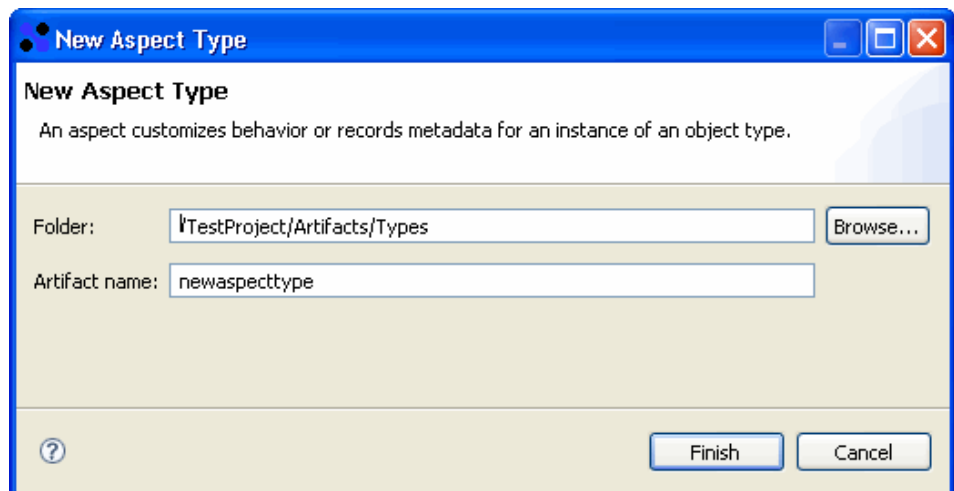 New Aspect Type
New Aspect Type
An aspect customizes behavior or records metadata for an instance of an object type.
Folder: /TestProject/Artifacts/Types Browse...
Artifact name: newaspecttype
? Finish Cancel